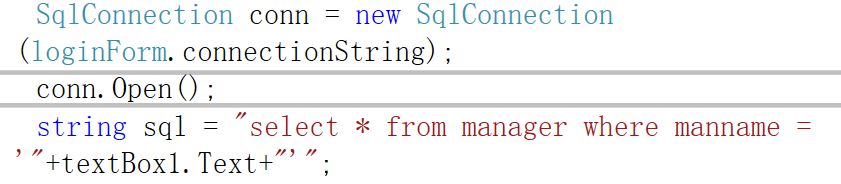 SqlConnection conn = new SqlConnection
(loginForm.connectionString);
conn.Open();
string sql = "select * from manager where manname =
'"+textBox1.Text+"'";